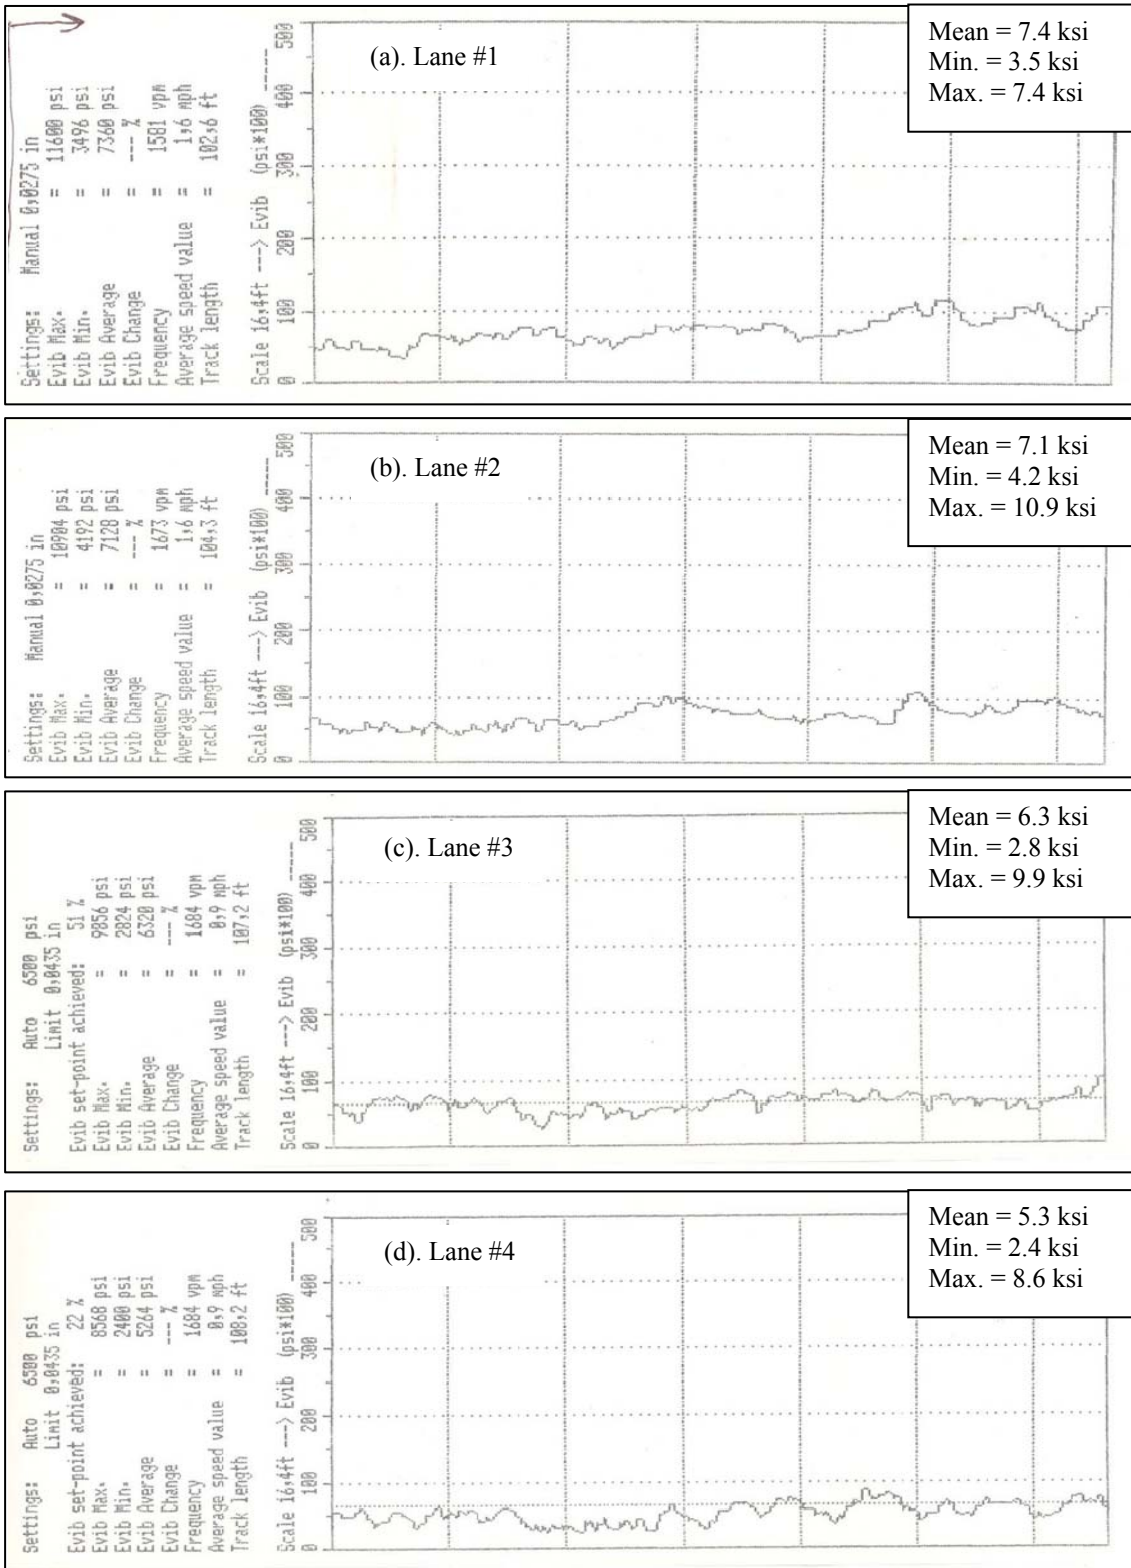 (a). Lane #1
Mean = 7.4 ksi
Min. = 3.5 ksi
Max. = 7.4 ksi
Settings: Manual 0,0275 in
Evib Max. = 11600 psi
Evib Min. = 3496 psi
Evib Average = 7360 psi
Evib Change = --- %
Frequency = 1581 vpm
Average speed value = 1,6 mph
Track length = 102,6 ft
Scale 16,4ft ---> Evib (psi*100) -----
0 100 200 300 400 500
(b). Lane #2
Mean = 7.1 ksi
Min. = 4.2 ksi
Max. = 10.9 ksi
Settings: Manual 0,0275 in
Evib Max. = 10904 psi
Evib Min. = 4192 psi
Evib Average = 7128 psi
Evib Change = --- %
Frequency = 1673 vpm
Average speed value = 1,6 mph
Track length = 104,3 ft
Scale 16,4ft ---> Evib (psi*100) -----
0 100 200 300 400 500
(c). Lane #3
Mean = 6.3 ksi
Min. = 2.8 ksi
Max. = 9.9 ksi
Settings: Auto 6500 psi
Limit 0,0435 in
Evib set-point achieved: 51 %
Evib Max. = 9856 psi
Evib Min. = 2824 psi
Evib Average = 6320 psi
Evib Change = --- %
Frequency = 1684 vpm
Average speed value = 0,9 mph
Track length = 107,2 ft
Scale 16,4ft ---> Evib (psi*100) -----
0 100 200 300 400 500
(d). Lane #4
Mean = 5.3 ksi
Min. = 2.4 ksi
Max. = 8.6 ksi
Settings: Auto 6500 psi
Limit 0,0435 in
Evib set-point achieved: 22 %
Evib Max. = 8568 psi
Evib Min. = 2400 psi
Evib Average = 5264 psi
Evib Change = --- %
Frequency = 1684 vpm
Average speed value = 0,9 mph
Track length = 108,2 ft
Scale 16,4ft ---> Evib (psi*100) -----
0 100 200 300 400 500